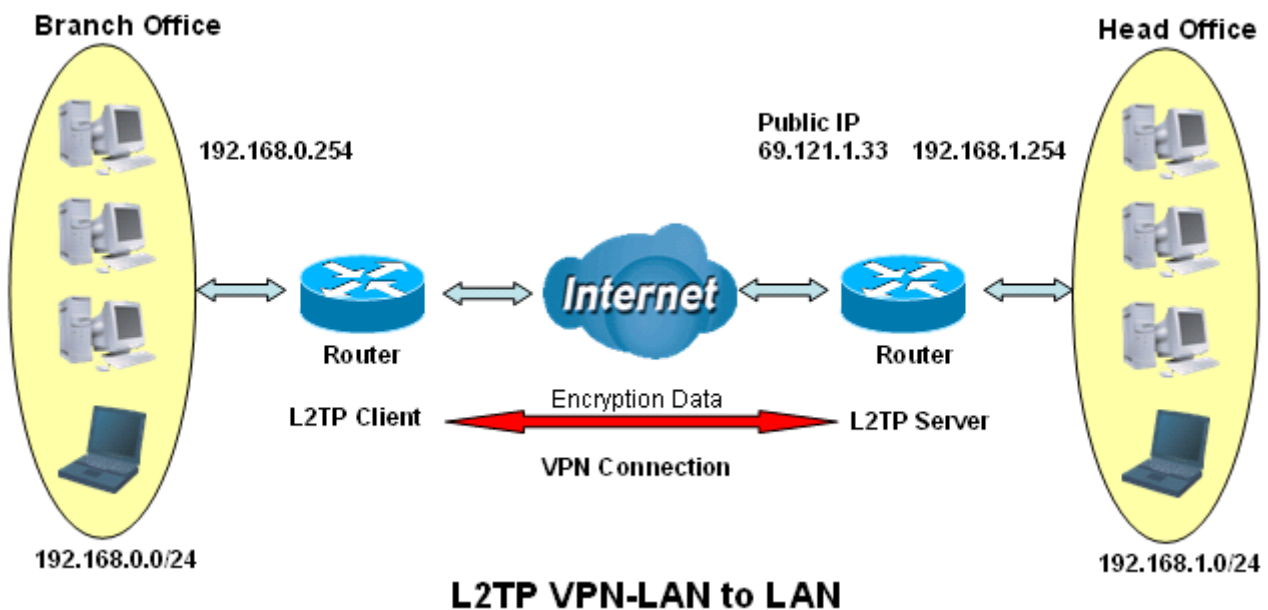 Branch Office
Head Office
Public IP
192.168.0.254
69.121.1.33 192.168.1.254
Internet
Router
Router
Encryption Data
L2TP Client
L2TP Server
VPN Connection
192.168.0.0/24
192.168.1.0/24
L2TP VPN-LAN to LAN